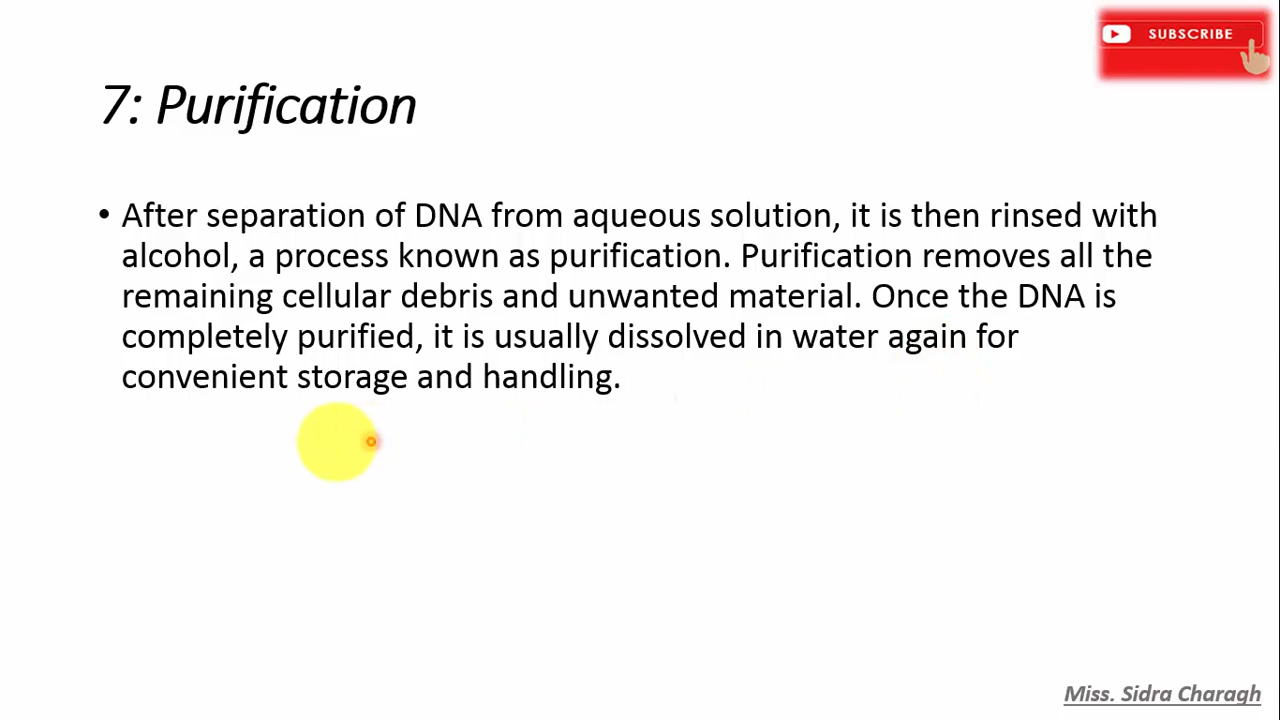 SUBSCRIBE
7: Purification
• After separation of DNA from aqueous solution, it is then rinsed with
alcohol, a process known as purification. Purification removes all the
remaining cellular debris and unwanted material. Once the DNA is
completely purified, it is usually dissolved in water again for
convenient storage and handling.
Miss. Sidra Charagh